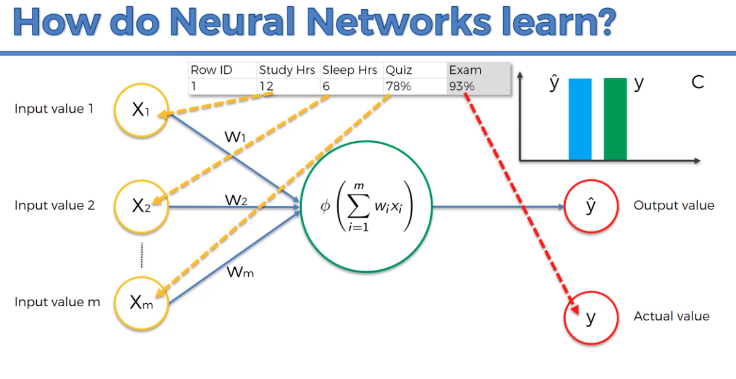 How do Neural Networks learn?
Row ID Study Hrs Sleep Hrs Quiz Exam
1 12 6 78% 93%
ŷ y C
Input value 1 X1
W1
Input value 2 X2
W2
ϕ(∑ᵢ₌₁ᵐ wᵢxᵢ)
ŷ Output value
Wm
Input value m Xm
y Actual value